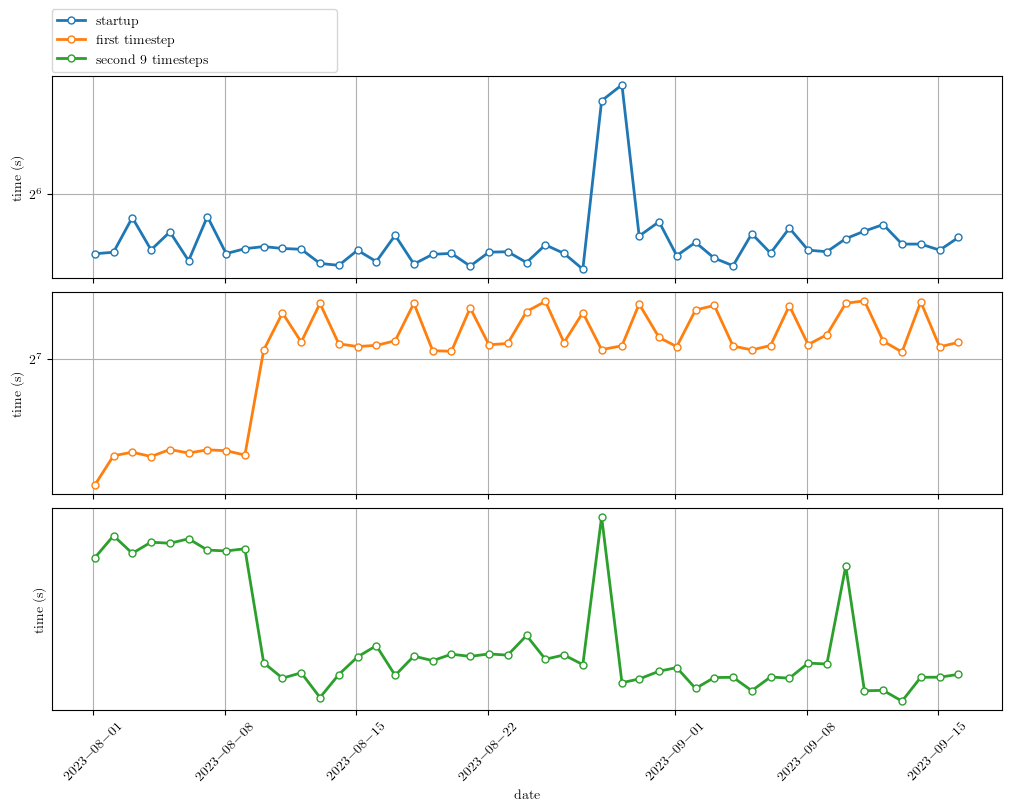 startup
first timestep
second 9 timesteps
time (s)
2^6
time (s)
2^7
time (s)
2023−08−01
2023−08−08
2023−08−15
2023−08−22
2023−09−01
2023−09−08
2023−09−15
date